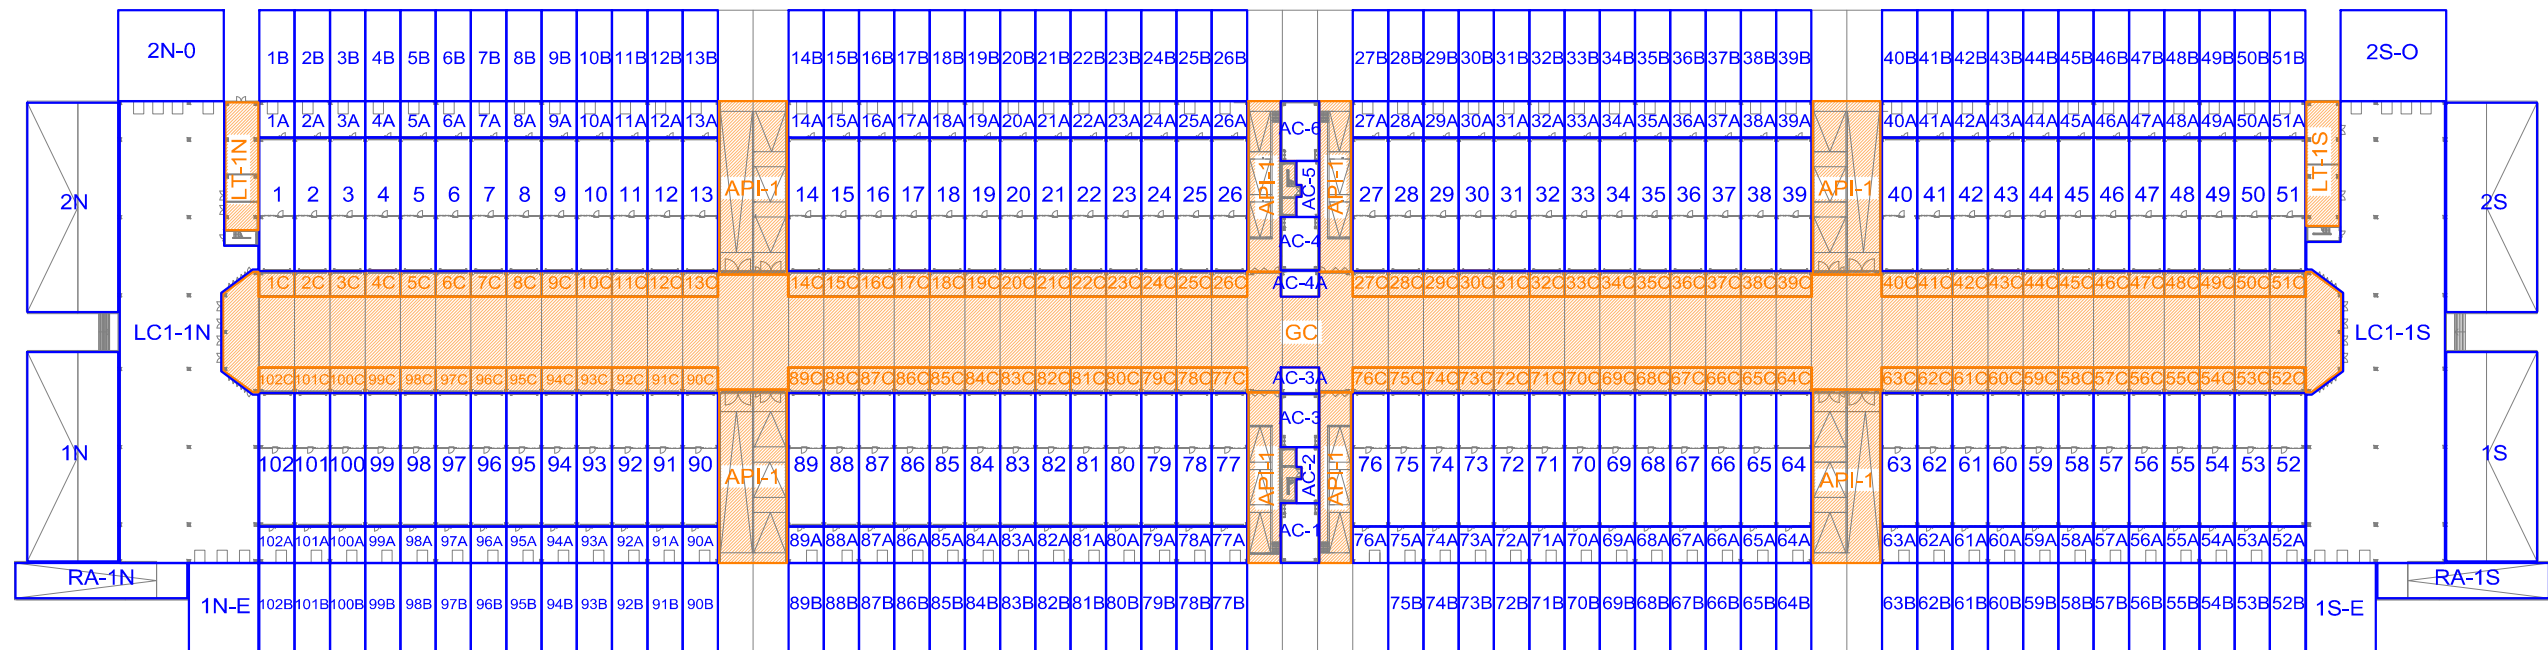 2N-0 1B 2B 3B 4B 5B 6B 7B 8B 9B 10B 11B 12B 13B 14B 15B 16B 17B 18B 19B 20B 21B 22B 23B 24B 25B 26B 27B 28B 29B 30B 31B 32B 33B 34B 35B 36B 37B 38B 39B 40B 41B 42B 43B 44B 45B 46B 47B 48B 49B 50B 51B 2S-O
1A 2A 3A 4A 5A 6A 7A 8A 9A 10A 11A 12A 13A 14A 15A 16A 17A 18A 19A 20A 21A 22A 23A 24A 25A 26A AC-6 27A 28A 29A 30A 31A 32A 33A 34A 35A 36A 37A 38A 39A 40A 41A 42A 43A 44A 45A 46A 47A 48A 49A 50A 51A
2N LT-1N 1 2 3 4 5 6 7 8 9 10 11 12 13 API-1 14 15 16 17 18 19 20 21 22 23 24 25 26 API-1 AC-5 API-1 27 28 29 30 31 32 33 34 35 36 37 38 39 API-1 40 41 42 43 44 45 46 47 48 49 50 51 LT-1S 2S
AC-4
1C 2C 3C 4C 5C 6C 7C 8C 9C 10C 11C 12C 13C 14C 15C 16C 17C 18C 19C 20C 21C 22C 23C 24C 25C 26C AC-4A 27C 28C 29C 30C 31C 32C 33C 34C 35C 36C 37C 38C 39C 40C 41C 42C 43C 44C 45C 46C 47C 48C 49C 50C 51C
LC1-1N GC LC1-1S
102C 101C 100C 99C 98C 97C 96C 95C 94C 93C 92C 91C 90C 89C 88C 87C 86C 85C 84C 83C 82C 81C 80C 79C 78C 77C AC-3A 76C 75C 74C 73C 72C 71C 70C 69C 68C 67C 66C 65C 64C 63C 62C 61C 60C 59C 58C 57C 56C 55C 54C 53C 52C
AC-3
1N 102 101 100 99 98 97 96 95 94 93 92 91 90 API-1 89 88 87 86 85 84 83 82 81 80 79 78 77 API-1 AC-2 API-1 76 75 74 73 72 71 70 69 68 67 66 65 64 API-1 63 62 61 60 59 58 57 56 55 54 53 52 1S
AC-1
102A 101A 100A 99A 98A 97A 96A 95A 94A 93A 92A 91A 90A 89A 88A 87A 86A 85A 84A 83A 82A 81A 80A 79A 78A 77A 76A 75A 74A 73A 72A 71A 70A 69A 68A 67A 66A 65A 64A 63A 62A 61A 60A 59A 58A 57A 56A 55A 54A 53A 52A
RA-1N RA-1S
1N-E 102B 101B 100B 99B 98B 97B 96B 95B 94B 93B 92B 91B 90B 89B 88B 87B 86B 85B 84B 83B 82B 81B 80B 79B 78B 77B 75B 74B 73B 72B 71B 70B 69B 68B 67B 66B 65B 64B 63B 62B 61B 60B 59B 58B 57B 56B 55B 54B 53B 52B 1S-E